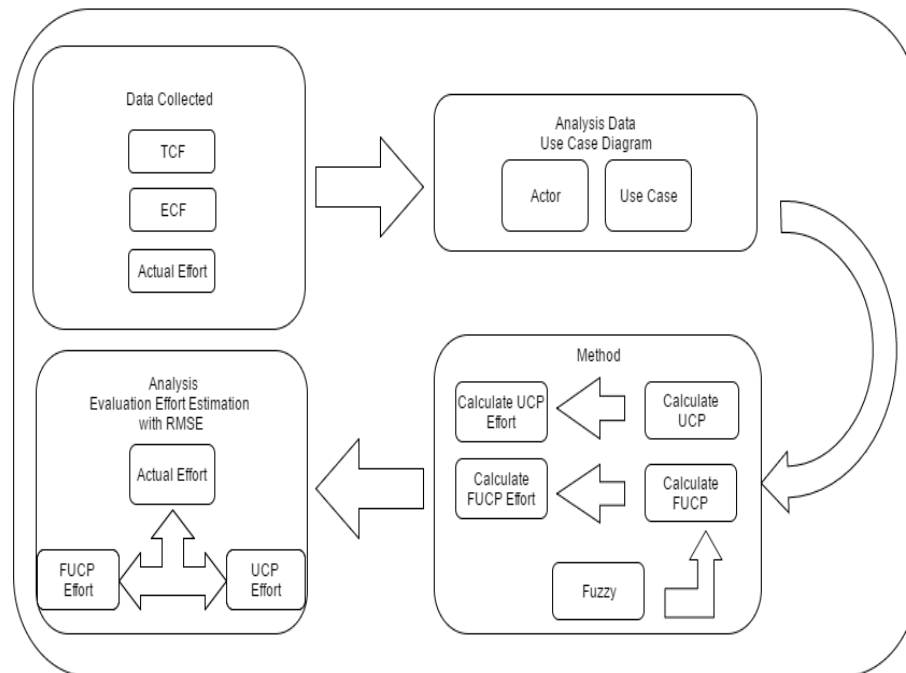 Data Collected
TCF
ECF
Actual Effort
Analysis Data
Use Case Diagram
Actor
Use Case
Method
Calculate UCP
Effort
Calculate
UCP
Calculate
FUCP Effort
Calculate
FUCP
Fuzzy
Analysis
Evaluation Effort Estimation
with RMSE
Actual Effort
FUCP
Effort
UCP
Effort